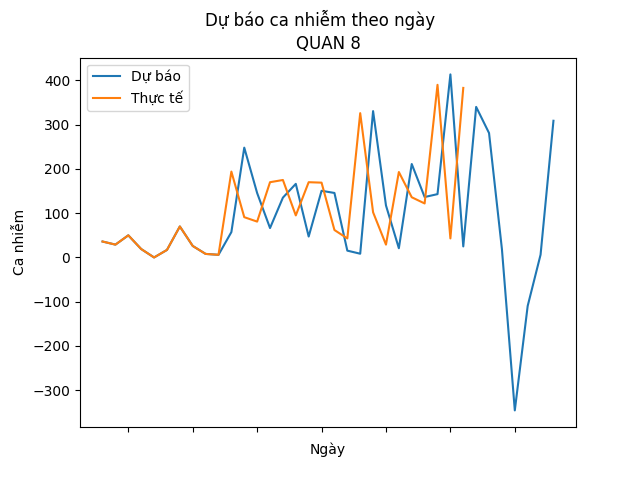 Dự báo ca nhiễm theo ngày
QUAN 8
Dự báo
Thực tế
400
300
200
100
0
−100
−200
−300
Ca nhiễm
Ngày